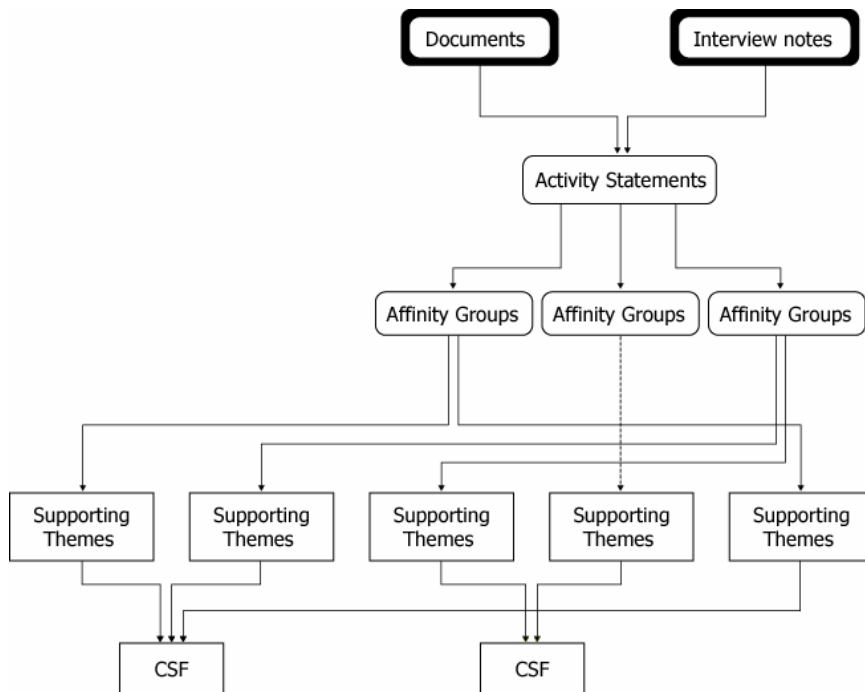 Documents
Interview notes
Activity Statements
Affinity Groups
Affinity Groups
Affinity Groups
Supporting
Themes
Supporting
Themes
Supporting
Themes
Supporting
Themes
Supporting
Themes
CSF
CSF